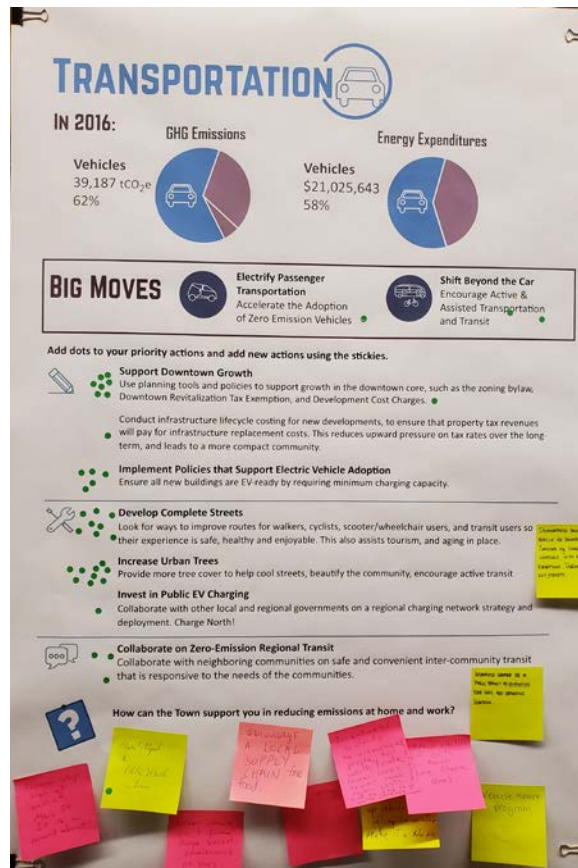 TRANSPORTATION
IN 2016:
GHG Emissions
Vehicles
39,187 tCO₂e
62%
Energy Expenditures
Vehicles
$21,025,643
58%
BIG MOVES
Electrify Passenger
Transportation
Accelerate the Adoption
of Zero Emission Vehicles
Shift Beyond the Car
Encourage Active &
Assisted Transportation
and Transit
Add dots to your priority actions and add new actions using the stickies.
Support Downtown Growth
Use planning tools and policies to support growth in the downtown core, such as the zoning bylaw,
Downtown Revitalization Tax Exemption, and Development Cost Charges.
Conduct infrastructure lifecycle costing for new developments, to ensure that property tax revenues
will pay for infrastructure replacement costs. This reduces upward pressure on tax rates over the long-
term, and leads to a more compact community.
Implement Policies that Support Electric Vehicle Adoption
Ensure all new buildings are EV-ready by requiring minimum charging capacity.
Develop Complete Streets
Look for ways to improve routes for walkers, cyclists, scooter/wheelchair users, and transit users so
their experience is safe, healthy and enjoyable. This also assists tourism, and aging in place.
Increase Urban Trees
Provide more tree cover to help cool streets, beautify the community, encourage active transit
Invest in Public EV Charging
Collaborate with other local and regional governments on a regional charging network strategy and
deployment. Charge North!
Collaborate on Zero-Emission Regional Transit
Collaborate with neighboring communities on safe and convenient inter-community transit
that is responsive to the needs of the communities.
?
How can the Town support you in reducing emissions at home and work?
A LOCAL
SUPPLY
CHAIN for
food.
program